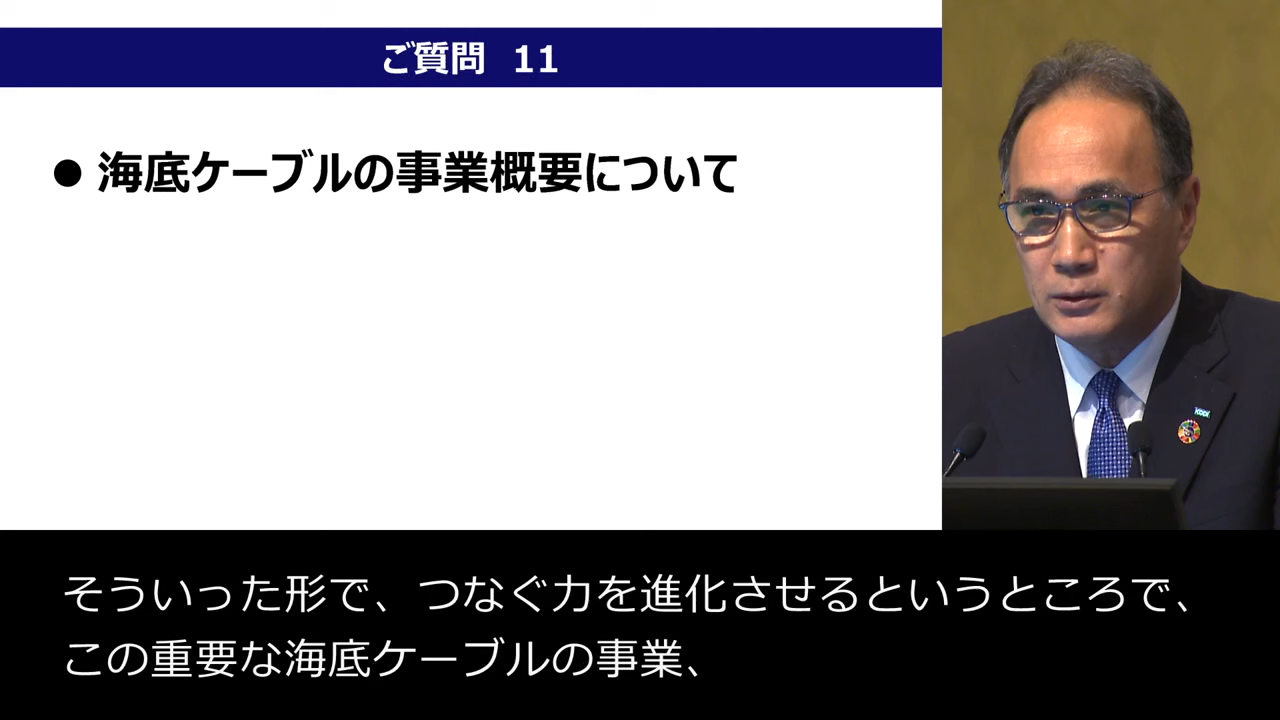 ご質問 11
● 海底ケーブルの事業概要について
KDDI
そういった形で、つなぐ力を進化させるというところで、
この重要な海底ケーブルの事業、